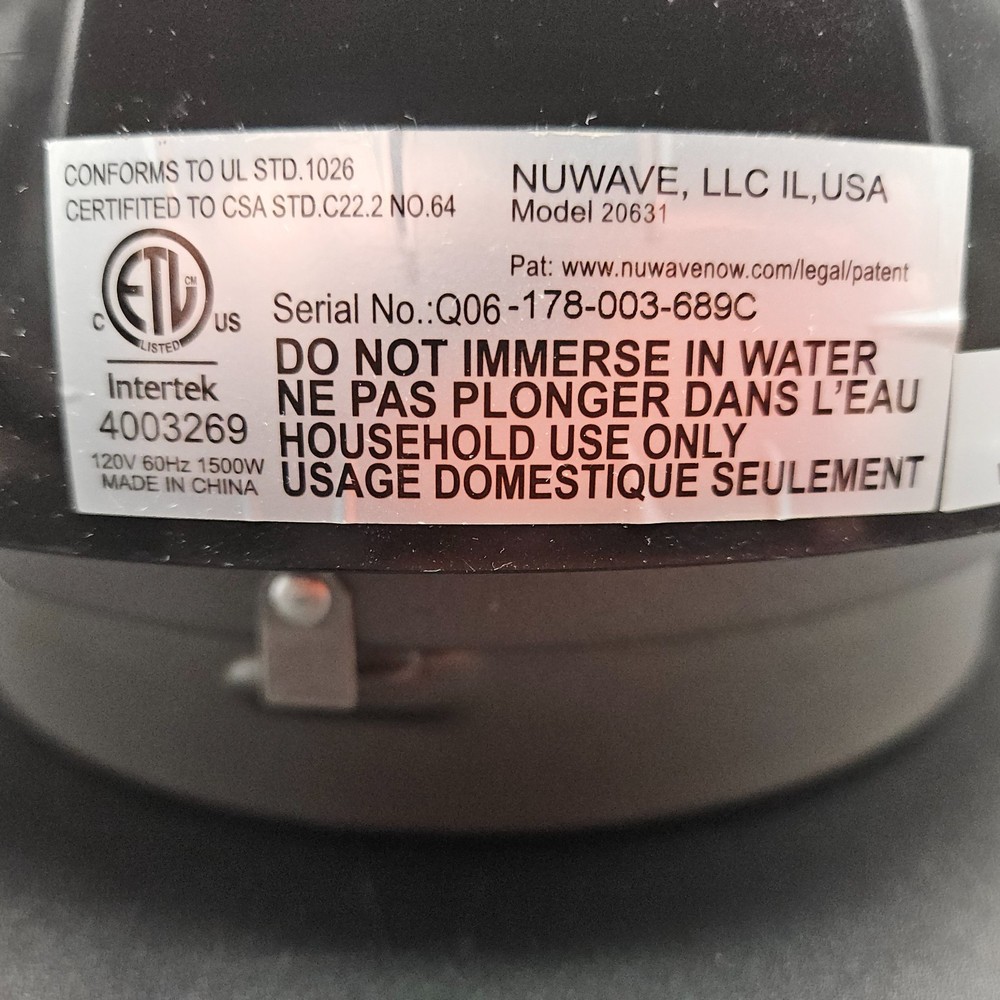 CONFORMS TO UL STD.1026
CERTIFITED TO CSA STD.C22.2 NO.64
NUWAVE, LLC IL,USA
Model 20631
Pat: www.nuwavenow.com/legal/patent
ETL CM
C US
LISTED
Intertek
4003269
120V 60Hz 1500W
MADE IN CHINA
Serial No.:Q06-178-003-689C
DO NOT IMMERSE IN WATER
NE PAS PLONGER DANS L'EAU
HOUSEHOLD USE ONLY
USAGE DOMESTIQUE SEULEMENT